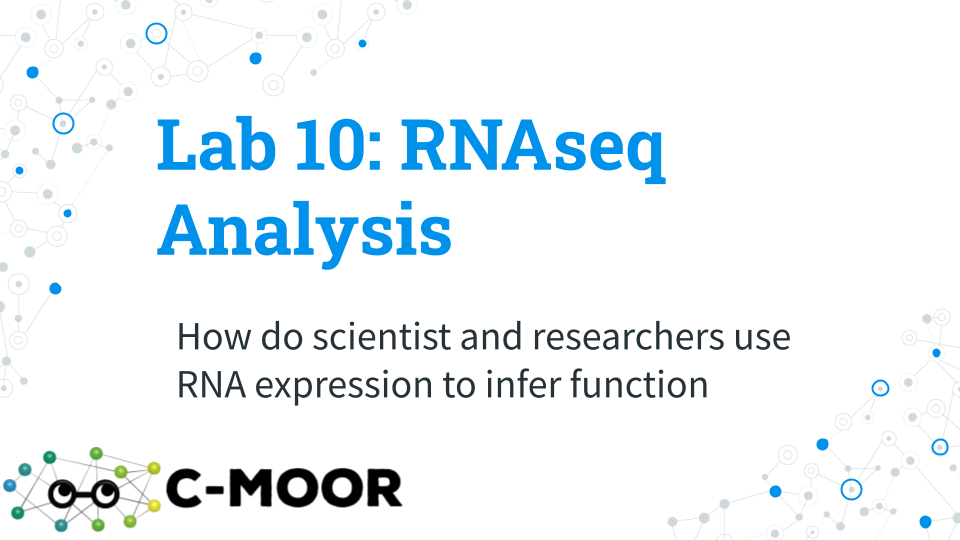 Lab 10: RNAseq
Analysis
How do scientist and researchers use
RNA expression to infer function
C-MOOR